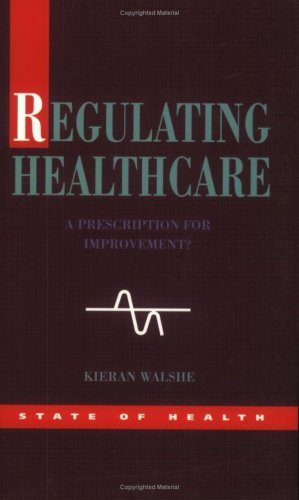 REGULATING
HEALTHCARE
A PRESCRIPTION FOR
IMPROVEMENT?
KIERAN WALSHE
STATE OF HEALTH
Copyrighted Material
Copyrighted Material